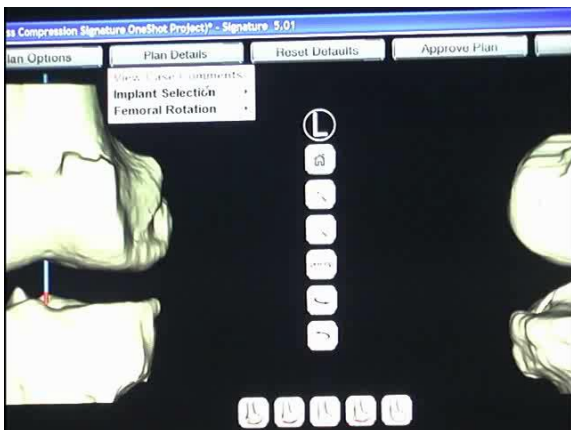 ss Compression Signature OneShot Project)* - Signature 5.01
lan Options
Plan Details
Reset Defaults
Approve Plan
View Case Comments
Implant Selection
Femoral Rotation
L